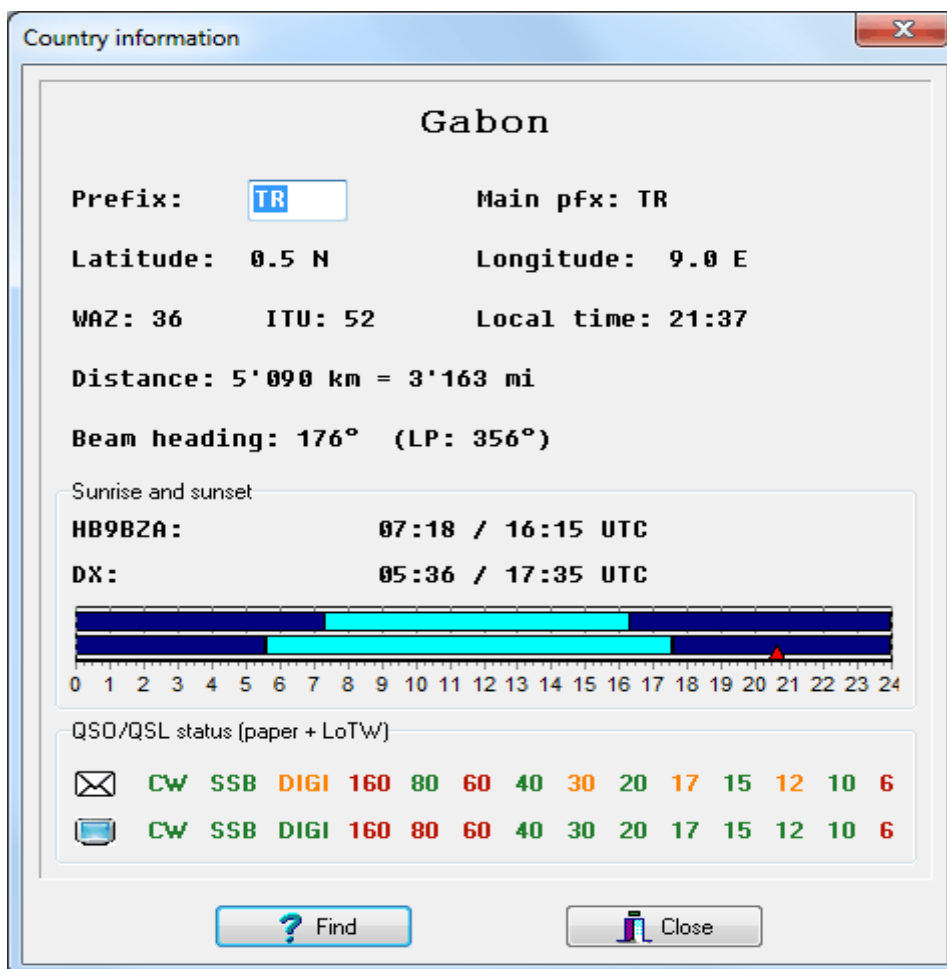 Country information
Gabon
Prefix: TR Main pfx: TR
Latitude: 0.5 N Longitude: 9.0 E
WAZ: 36 ITU: 52 Local time: 21:37
Distance: 5'090 km = 3'163 mi
Beam heading: 176° (LP: 356°)
Sunrise and sunset
HB9BZA: 07:18 / 16:15 UTC
DX: 05:36 / 17:35 UTC
0 1 2 3 4 5 6 7 8 9 10 11 12 13 14 15 16 17 18 19 20 21 22 23 24
QSO/QSL status (paper + LoTW)
CW SSB DIGI 160 80 60 40 30 20 17 15 12 10 6
CW SSB DIGI 160 80 60 40 30 20 17 15 12 10 6
? Find Close